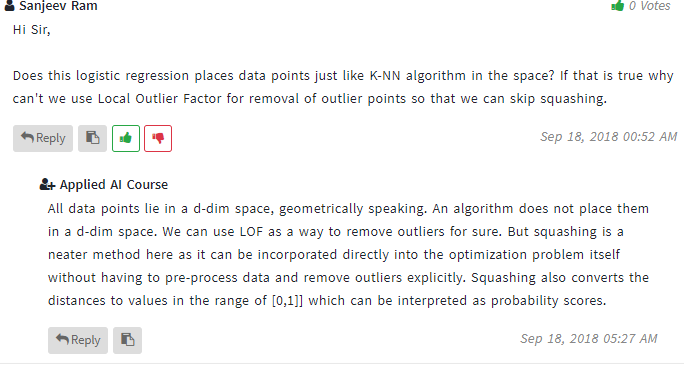 Sanjeev Ram
0 Votes
Hi Sir,
Does this logistic regression places data points just like K-NN algorithm in the space? If that is true why
can't we use Local Outlier Factor for removal of outlier points so that we can skip squashing.
Reply
Sep 18, 2018 00:52 AM
Applied AI Course
All data points lie in a d-dim space, geometrically speaking. An algorithm does not place them
in a d-dim space. We can use LOF as a way to remove outliers for sure. But squashing is a
neater method here as it can be incorporated directly into the optimization problem itself
without having to pre-process data and remove outliers explicitly. Squashing also converts the
distances to values in the range of [0,1]] which can be interpreted as probability scores.
Reply
Sep 18, 2018 05:27 AM